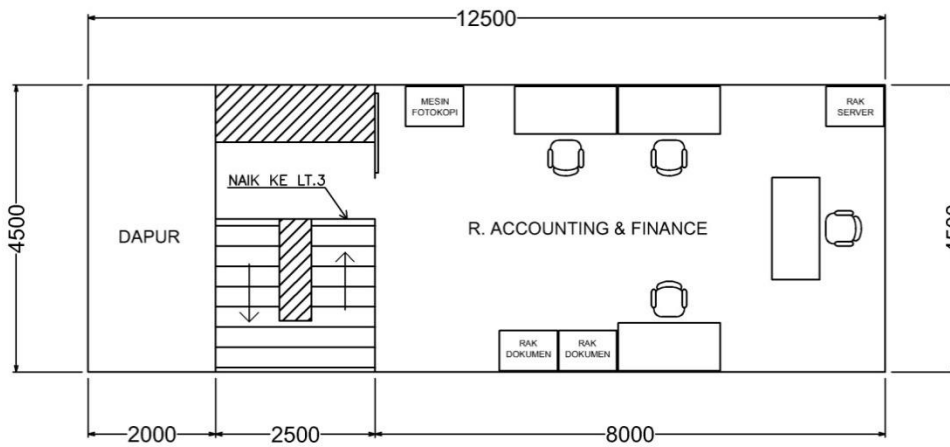 12500
MESIN
FOTOKOPI
RAK
SERVER
NAIK KE LT.3
4500
DAPUR
R. ACCOUNTING & FINANCE
4500
RAK
DOKUMEN
RAK
DOKUMEN
2000
2500
8000